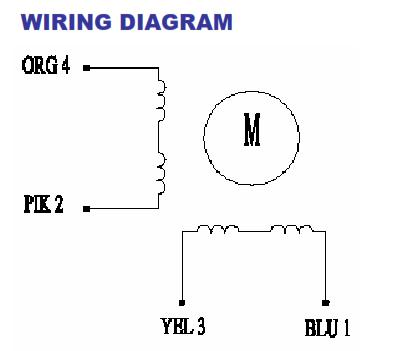 WIRING DIAGRAM
ORG 4
M
PIK 2
YEL 3
BLU 1